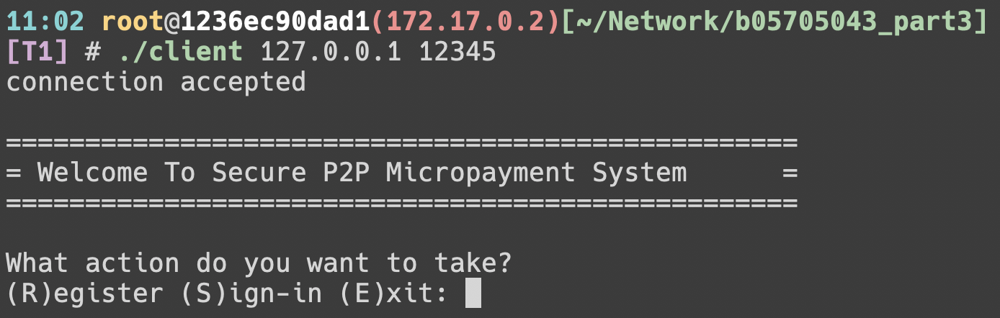 11:02 root@1236ec90dad1(172.17.0.2)[~/Network/b05705043_part3]
[T1] # ./client 127.0.0.1 12345
connection accepted
==================================================
= Welcome To Secure P2P Micropayment System      =
==================================================
What action do you want to take?
(R)egister (S)ign-in (E)xit: